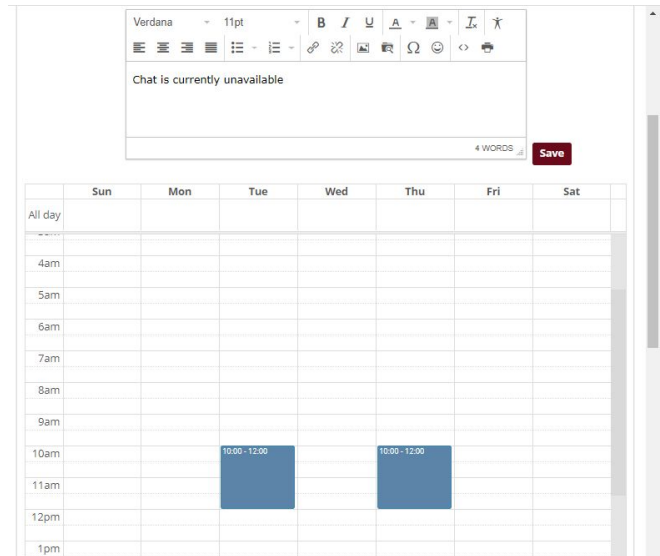 Verdana 11pt B I U A A Ix
Ω
Chat is currently unavailable
4 WORDS
Save
Sun Mon Tue Wed Thu Fri Sat
All day
4am
5am
6am
7am
8am
9am
10am 10:00 - 12:00 10:00 - 12:00
11am
12pm
1pm